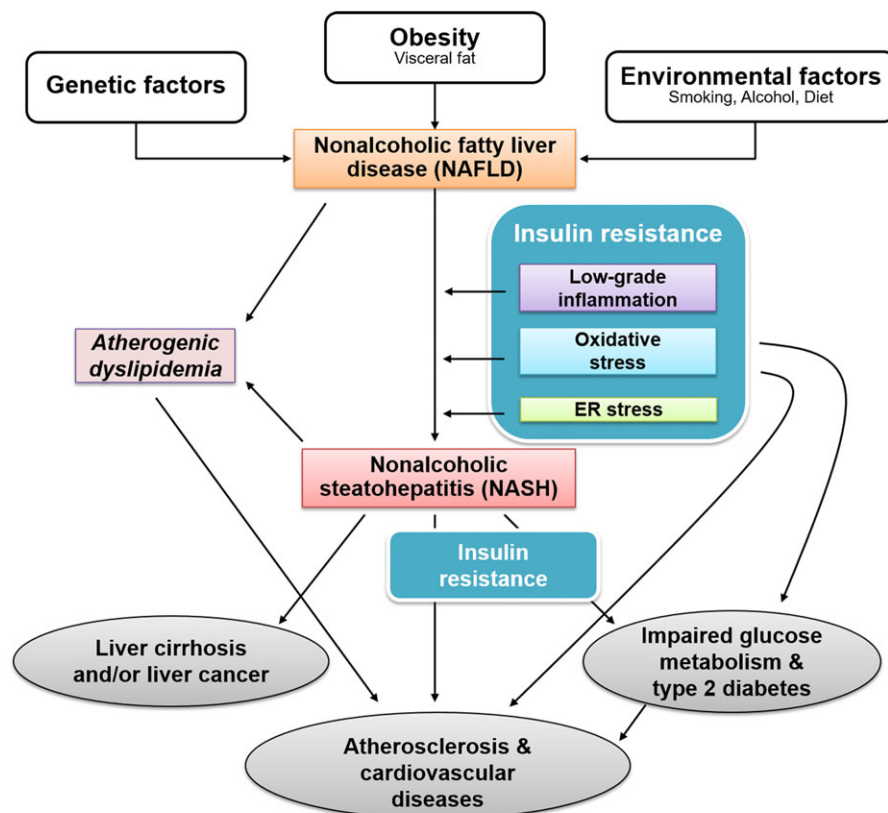 Obesity
Visceral fat
Genetic factors
Environmental factors
Smoking, Alcohol, Diet
Nonalcoholic fatty liver
disease (NAFLD)
Insulin resistance
Low-grade
inflammation
Oxidative
stress
ER stress
Atherogenic
dyslipidemia
Nonalcoholic
steatohepatitis (NASH)
Insulin
resistance
Liver cirrhosis
and/or liver cancer
Impaired glucose
metabolism &
type 2 diabetes
Atherosclerosis &
cardiovascular
diseases